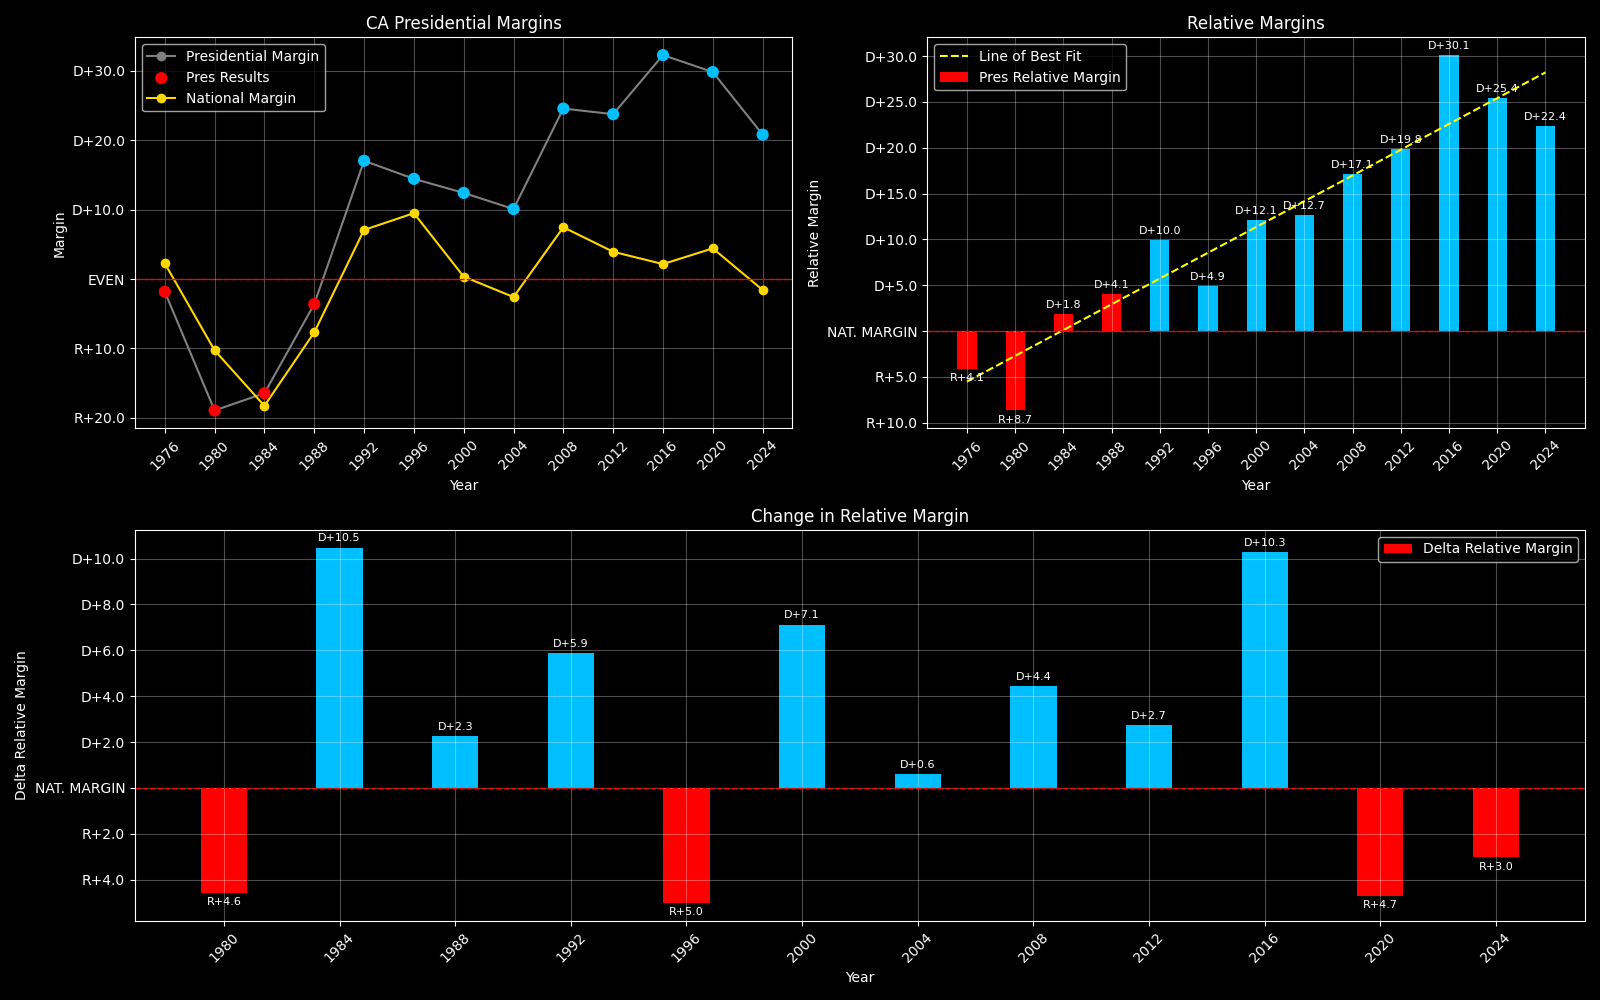 CA Presidential Margins
Presidential Margin
Pres Results
National Margin
D+30.0
D+20.0
D+10.0
EVEN
R+10.0
R+20.0
Margin
1976
1980
1984
1988
1992
1996
2000
2004
2008
2012
2016
2020
2024
Year
Relative Margins
Line of Best Fit
Pres Relative Margin
D+30.0
D+25.0
D+20.0
D+15.0
D+10.0
D+5.0
NAT. MARGIN
R+5.0
R+10.0
Relative Margin
R+4.1
R+8.7
D+1.8
D+4.1
D+10.0
D+4.9
D+12.1
D+12.7
D+17.1
D+19.8
D+30.1
D+25.4
D+22.4
1976
1980
1984
1988
1992
1996
2000
2004
2008
2012
2016
2020
2024
Year
Change in Relative Margin
Delta Relative Margin
D+10.0
D+8.0
D+6.0
D+4.0
D+2.0
NAT. MARGIN
R+2.0
R+4.0
Delta Relative Margin
R+4.6
D+10.5
D+2.3
D+5.9
R+5.0
D+7.1
D+0.6
D+4.4
D+2.7
D+10.3
R+4.7
R+3.0
1980
1984
1988
1992
1996
2000
2004
2008
2012
2016
2020
2024
Year